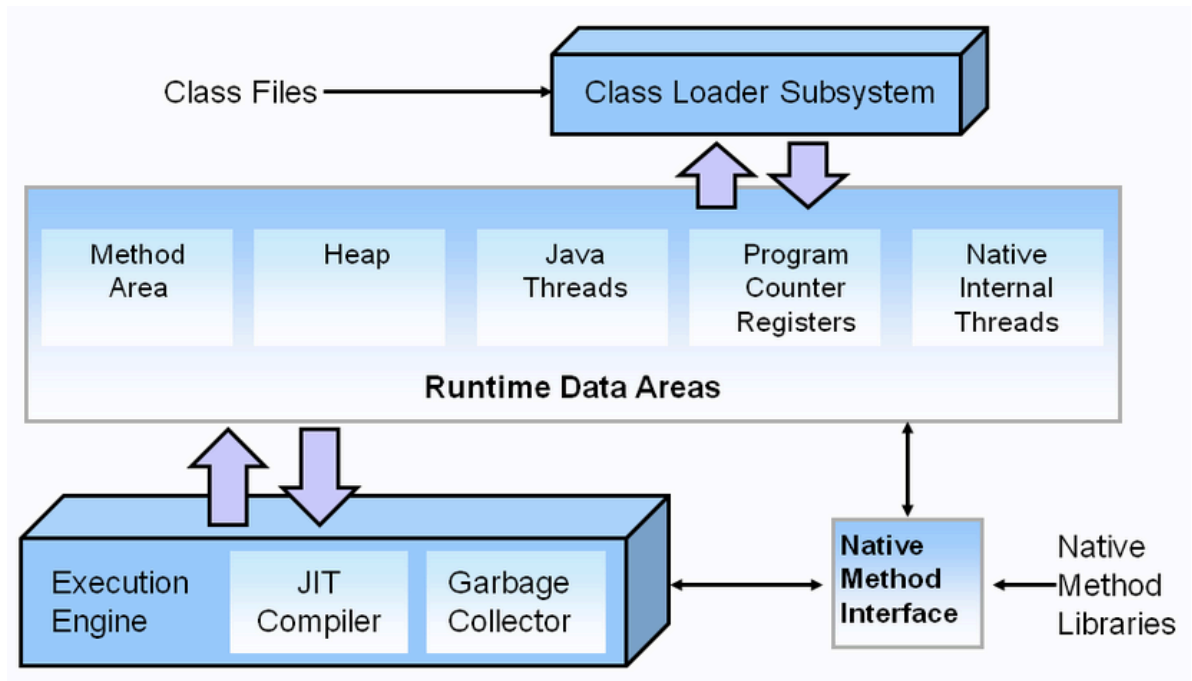 Class Files
Class Loader Subsystem
Method
Area
Heap
Java
Threads
Program
Counter
Registers
Native
Internal
Threads
Runtime Data Areas
Execution
Engine
JIT
Compiler
Garbage
Collector
Native
Method
Interface
Native
Method
Libraries